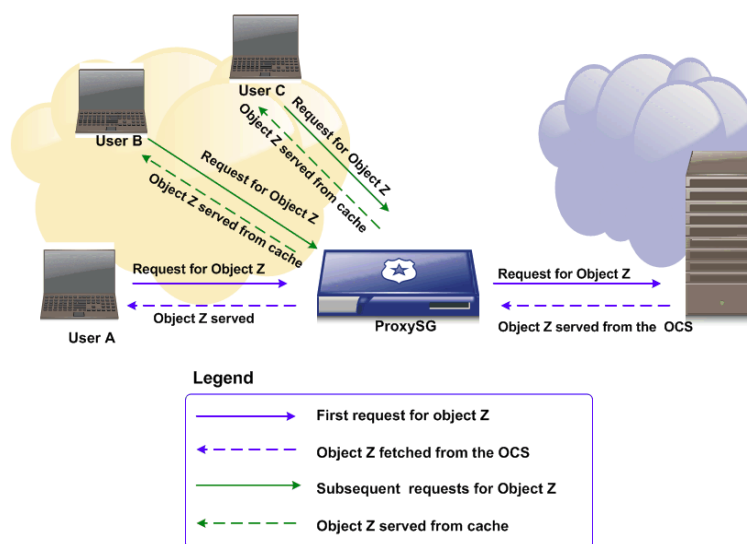 User C
User B
Request for Object Z
Object Z served from cache
Request for Object Z
Object Z served from cache
Request for Object Z
Object Z served
User A
ProxySG
Request for Object Z
Object Z served from the OCS
Legend
First request for object Z
Object Z fetched from the OCS
Subsequent requests for Object Z
Object Z served from cache